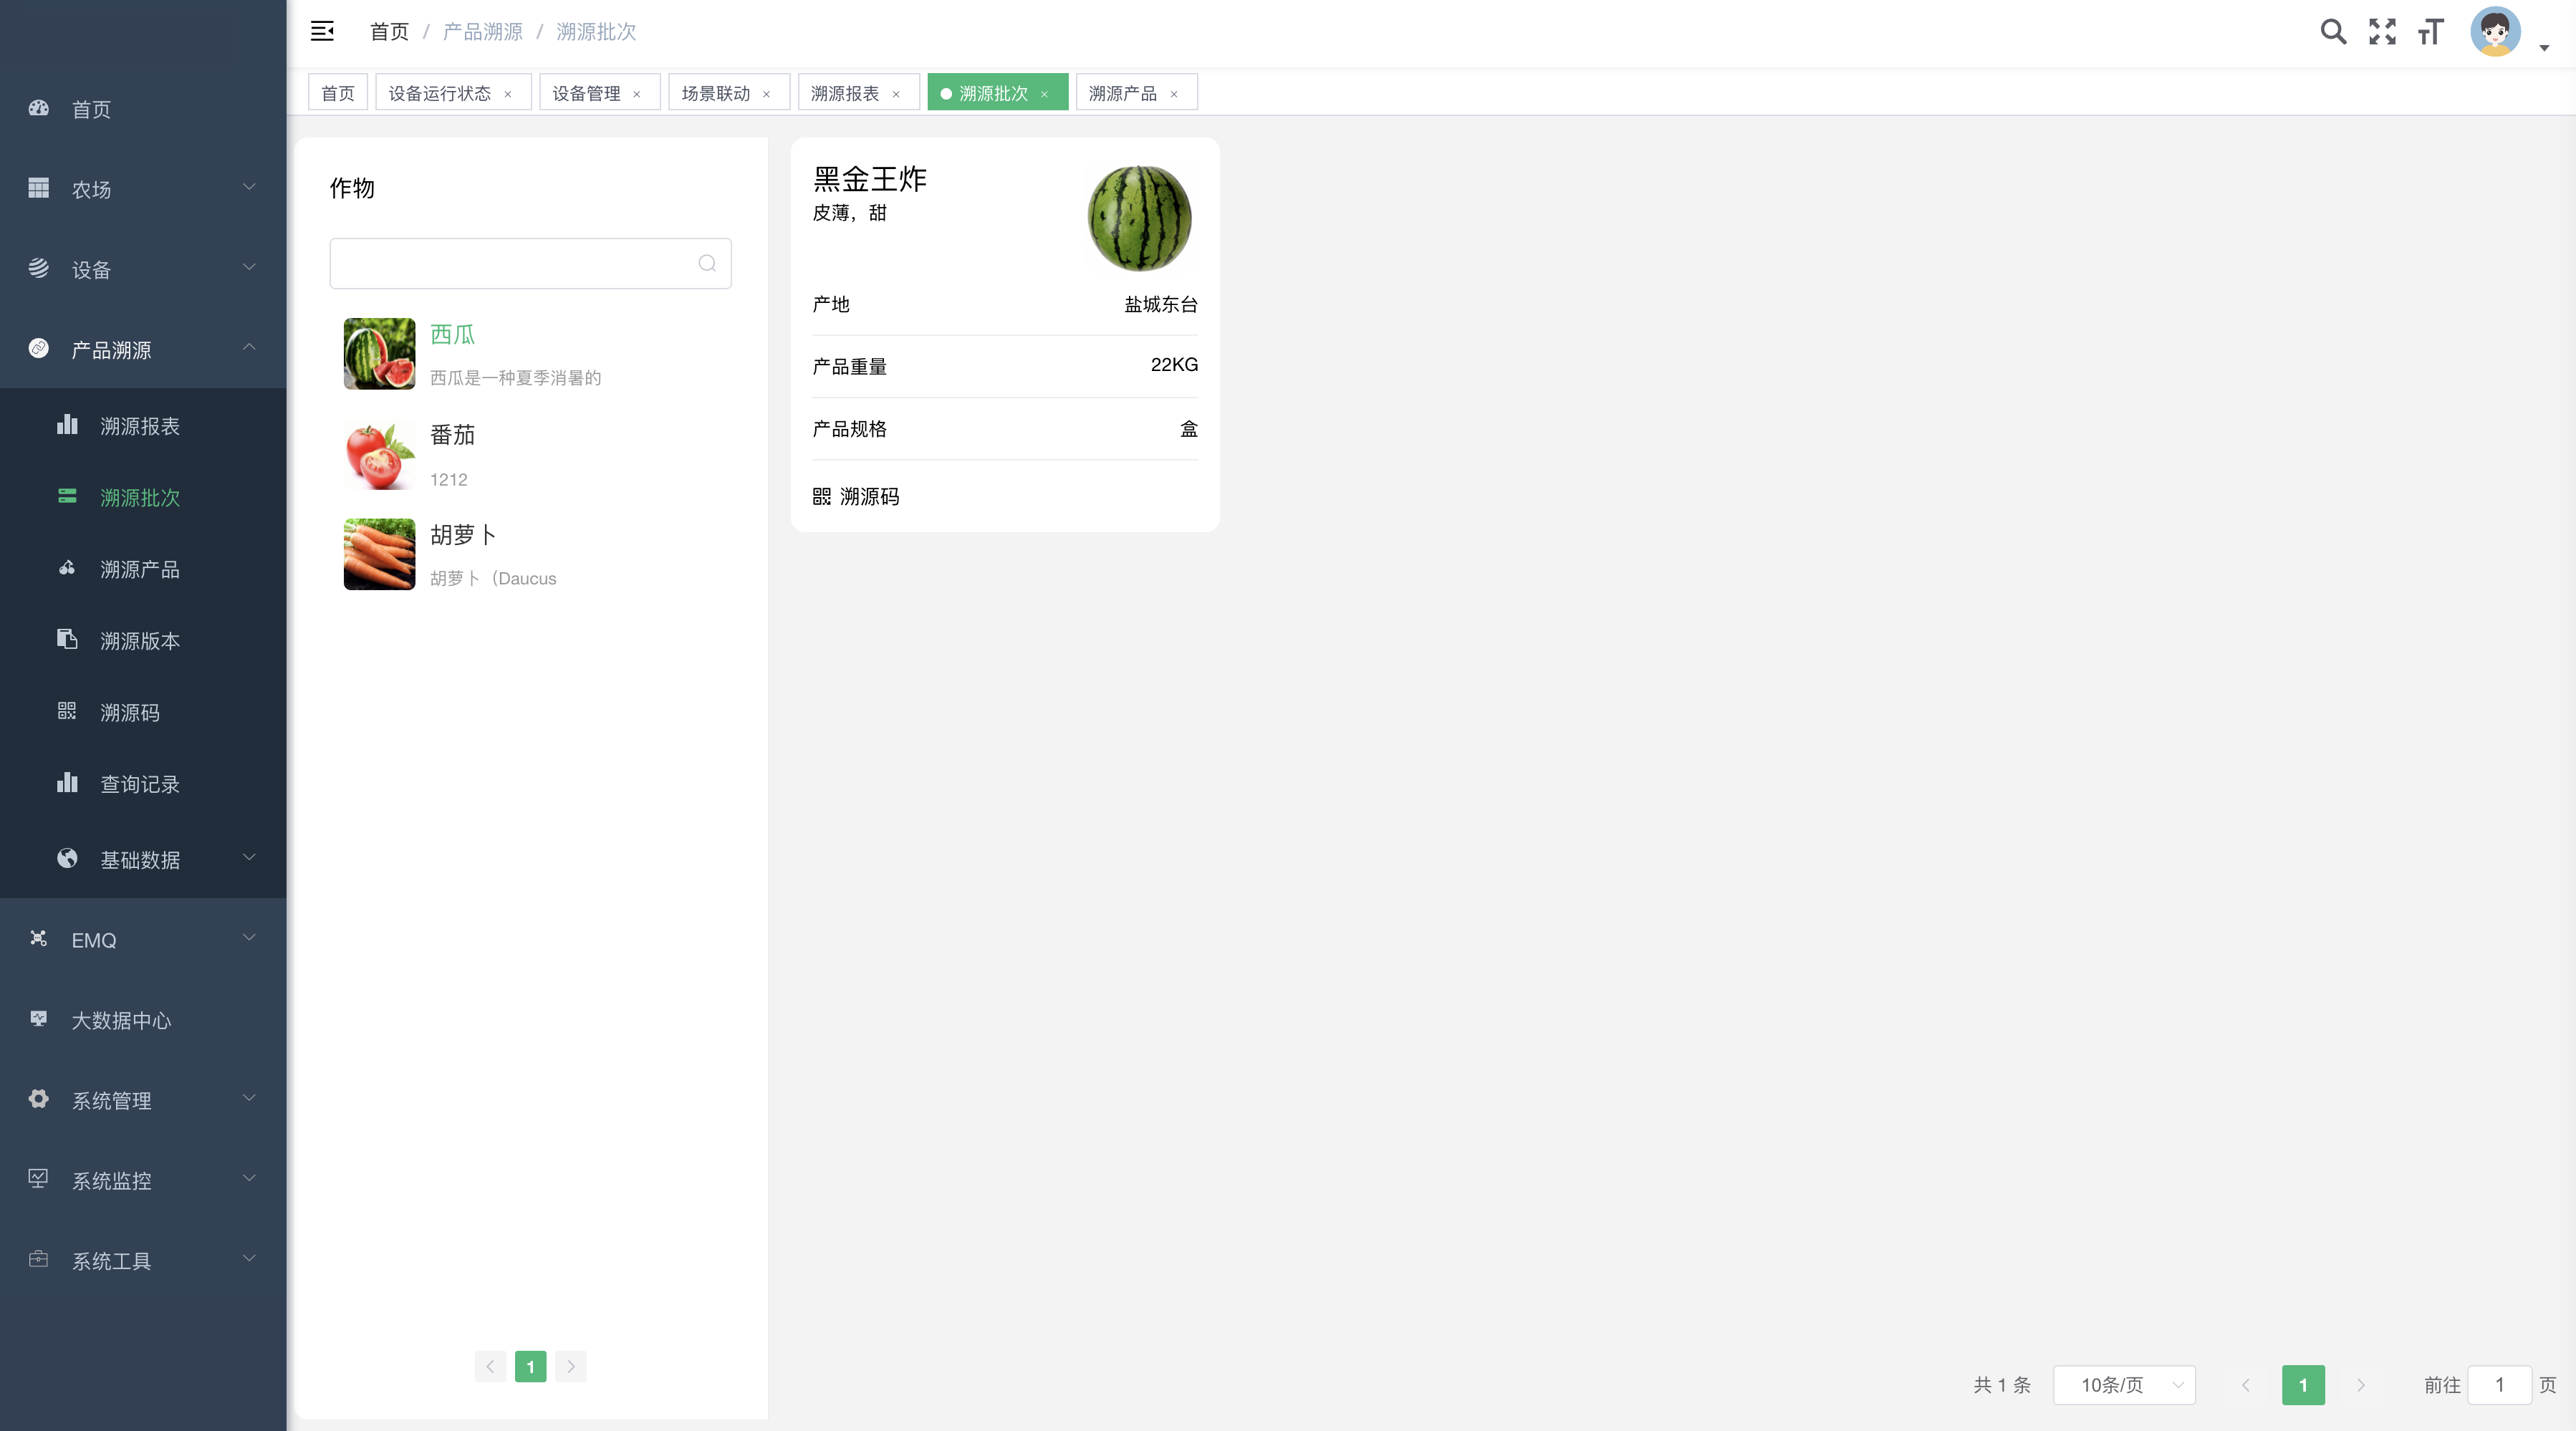 首页 / 产品溯源 / 溯源批次
首页
设备运行状态 ×
设备管理 ×
场景联动 ×
溯源报表 ×
溯源批次 ×
溯源产品 ×
首页
农场
设备
产品溯源
溯源报表
溯源批次
溯源产品
溯源版本
溯源码
查询记录
基础数据
EMQ
大数据中心
系统管理
系统监控
系统工具
作物
西瓜
西瓜是一种夏季消暑的
番茄
1212
胡萝卜
胡萝卜（Daucus
1
黑金王炸
皮薄，甜
产地 盐城东台
产品重量 22KG
产品规格 盒
溯源码
共 1 条 10条/页 1 前往 1 页